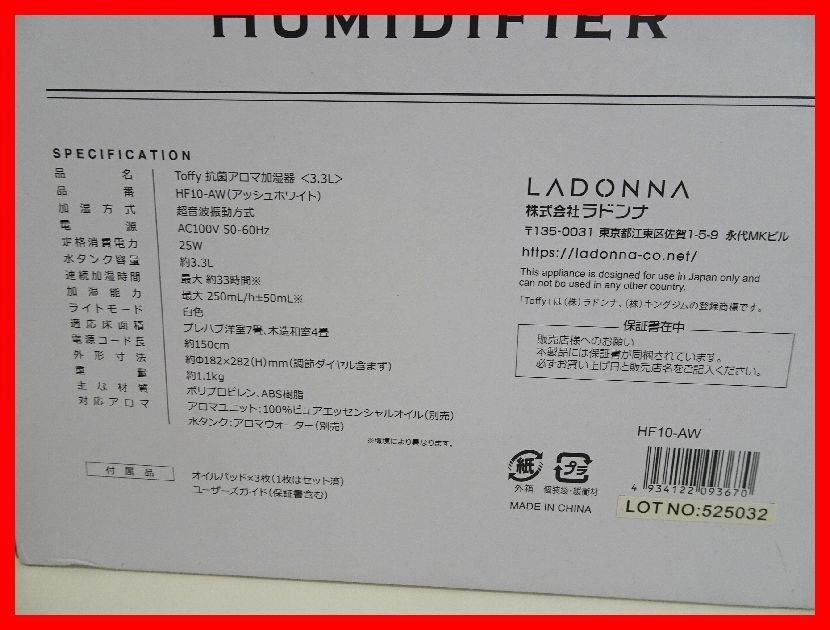 HUMIDIFIER
SPECIFICATION
品名 Toffy 抗菌アロマ加湿器 <3.3L>
品番 HF10-AW(アッシュホワイト)
加湿方式 超音波振動方式
電源 AC100V 50-60Hz
定格消費電力 25W
水タンク容量 約3.3L
連続加湿時間 最大 約33時間※
加湿能力 最大 250mL/h±50mL※
ライトモード 白色
適応床面積 プレハブ洋室7畳、木造和室4畳
電源コード長 約150cm
外形寸法 約Φ182×282(H)mm(調節ダイヤル含まず)
重量 約1.1kg
主な材質 ポリプロピレン、ABS樹脂
対応アロマ アロマユニット:100%ピュアエッセンシャルオイル(別売)
水タンク:アロマウォーター(別売)
※環境により異なります。
付属品 オイルパッド×3枚(1枚はセット済)
ユーザーズガイド(保証書含む)
LADONNA
株式会社ラドンナ
〒135-0031 東京都江東区佐賀1-5-9 永代MKビル
https://ladonna-co.net/
This appliance is designed for use in Japan only and
can not be used in any other country.
「Toffy」は(株)ラドンナ、(株)キングジムの登録商標です。
保証書在中
販売店様へのお願い
本製品には保証書が同梱されています。
必ずお買い上げ日と販売店名をご記入ください。
HF10-AW
紙 プラ
外箱 個装袋・緩衝材
MADE IN CHINA
4 934122 093670
LOT NO:525032